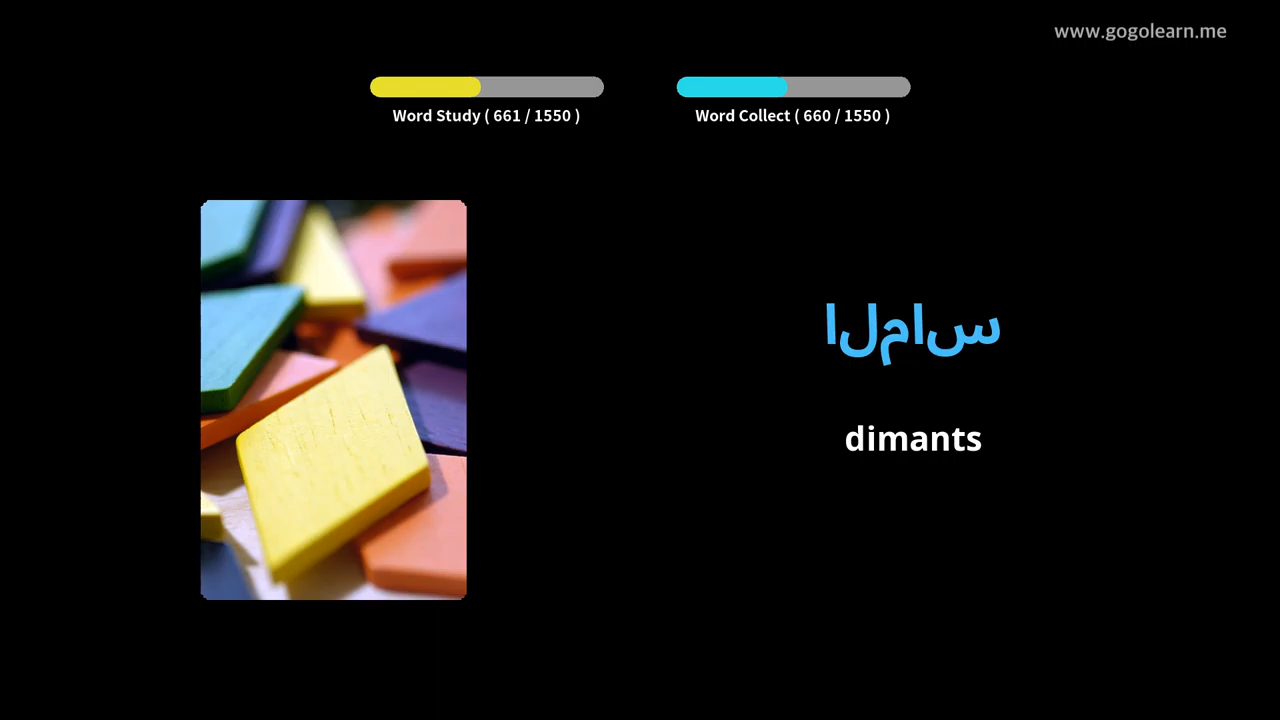 www.gogolearn.me
Word Study ( 661 / 1550 )
Word Collect ( 660 / 1550 )
الماس
dimants